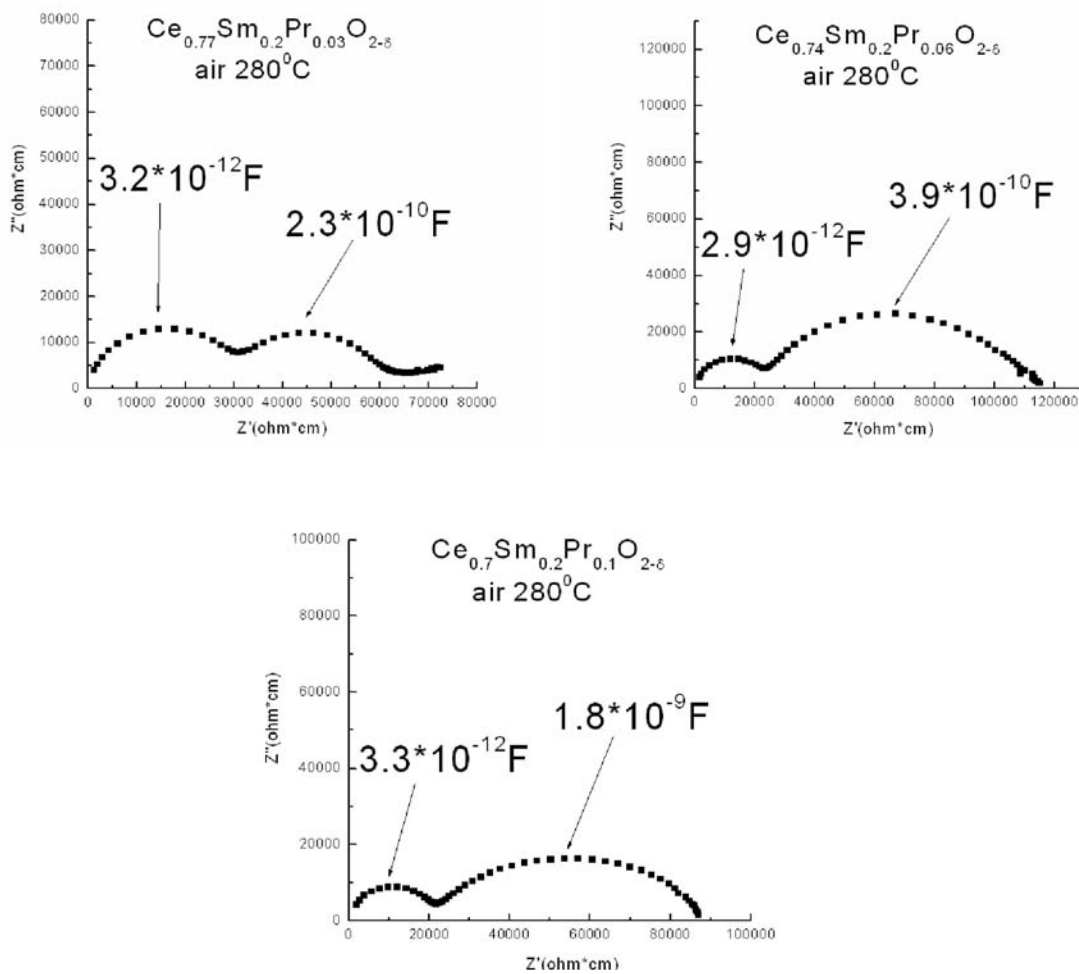 Ce0.77Sm0.2Pr0.03O2-δ
air 280⁰C
3.2*10⁻¹²F
2.3*10⁻¹⁰F
Z''(ohm*cm)
80000
70000
60000
50000
40000
30000
20000
10000
0
0 10000 20000 30000 40000 50000 60000 70000 80000
Z'(ohm*cm)
Ce0.74Sm0.2Pr0.06O2-δ
air 280⁰C
3.9*10⁻¹⁰F
2.9*10⁻¹²F
Z''(ohm*cm)
120000
100000
80000
60000
40000
20000
0
0 20000 40000 60000 80000 100000 120000
Z'(ohm*cm)
Ce0.7Sm0.2Pr0.1O2-δ
air 280⁰C
1.8*10⁻⁹F
3.3*10⁻¹²F
Z''(ohm*cm)
100000
80000
60000
40000
20000
0
0 20000 40000 60000 80000 100000
Z'(ohm*cm)